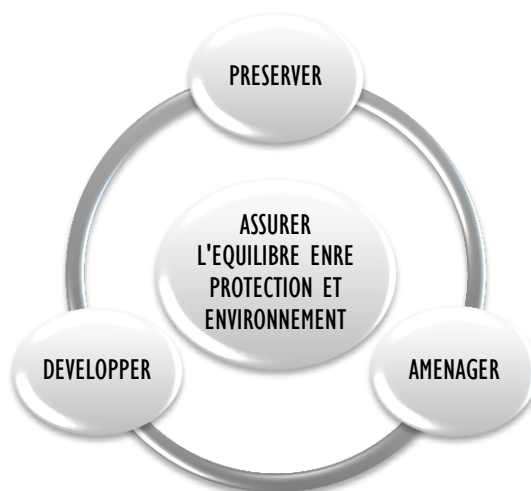 PRESERVER
ASSURER
L'EQUILIBRE ENRE
PROTECTION ET
ENVIRONNEMENT
DEVELOPPER
AMENAGER